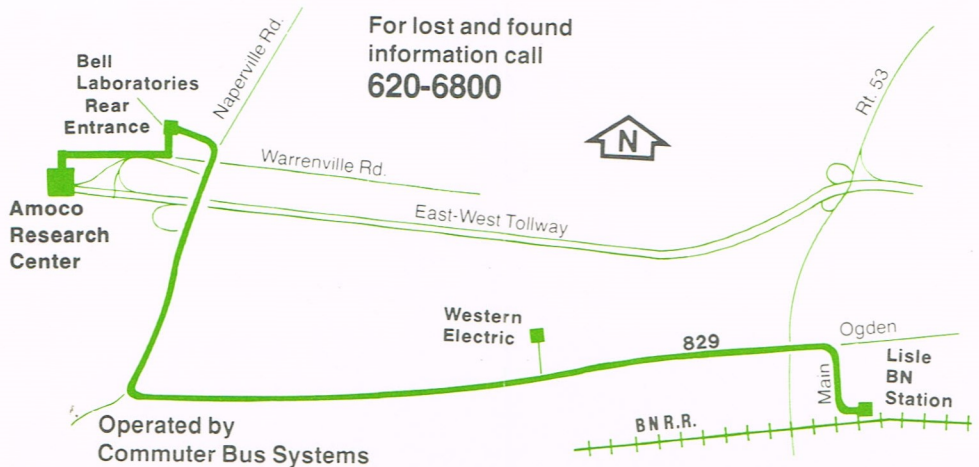 For lost and found
information call
620-6800
Naperville Rd.
Bell
Laboratories
Rear
Entrance
Rt. 53
N
Warrenville Rd.
East-West Tollway
Amoco
Research
Center
Western
Electric
829
Ogden
Lisle
BN
Station
Main
BN R.R.
Operated by
Commuter Bus Systems